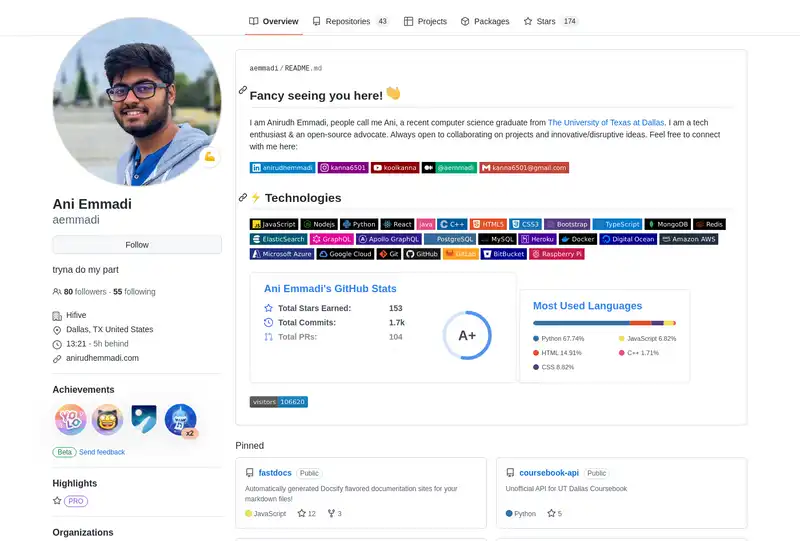 Overview
Repositories 43
Projects
Packages
Stars 174
Ani Emmadi
aemmadi
Follow
tryna do my part
80 followers · 55 following
Hifive
Dallas, TX United States
13:21 - 5h behind
anirudhemmadi.com
Achievements
YOLO
x2
Beta Send feedback
Highlights
PRO
Organizations
aemmadi/README.md
Fancy seeing you here! 👋
I am Anirudh Emmadi, people call me Ani, a recent computer science graduate from The University of Texas at Dallas. I am a tech
enthusiast & an open-source advocate. Always open to collaborating on projects and innovative/disruptive ideas. Feel free to connect
with me here:
anirudhemmadi kanna6501 koolkanna @aemmadi kanna6501@gmail.com
⚡ Technologies
JavaScript Nodejs Python React Java C++ HTML5 CSS3 Bootstrap TypeScript MongoDB Redis
ElasticSearch GraphQL Apollo GraphQL PostgreSQL MySQL Heroku Docker Digital Ocean Amazon AWS
Microsoft Azure Google Cloud Git GitHub GitLab BitBucket Raspberry Pi
Ani Emmadi's GitHub Stats
Total Stars Earned: 153
Total Commits: 1.7k
Total PRs: 104
A+
Most Used Languages
Python 67.74% JavaScript 6.82%
HTML 14.91% C++ 1.71%
CSS 8.82%
visitors 106620
Pinned
fastdocs Public
Automatically generated Docsify flavored documentation sites for your
markdown files!
JavaScript 12 3
coursebook-api Public
Unofficial API for UT Dallas Coursebook
Python 5